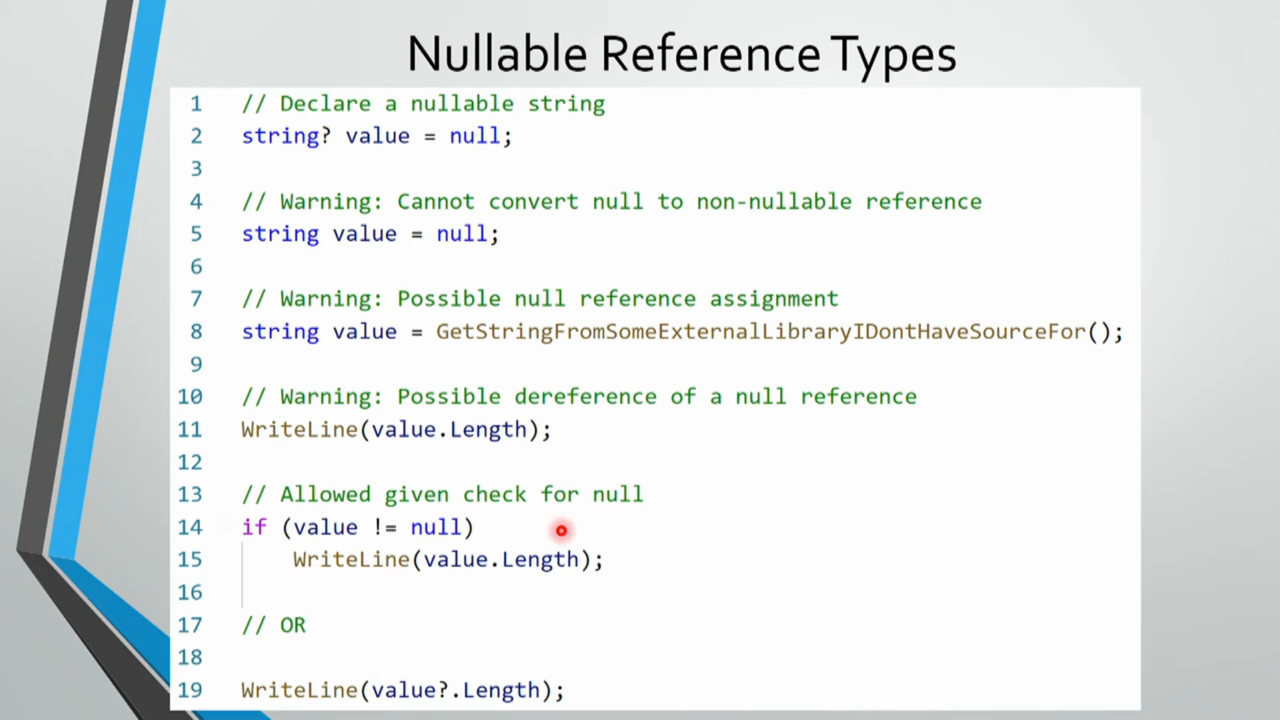 Nullable Reference Types
1 // Declare a nullable string
2 string? value = null;
3
4 // Warning: Cannot convert null to non-nullable reference
5 string value = null;
6
7 // Warning: Possible null reference assignment
8 string value = GetStringFromSomeExternalLibraryIDontHaveSourceFor();
9
10 // Warning: Possible dereference of a null reference
11 WriteLine(value.Length);
12
13 // Allowed given check for null
14 if (value != null)
15     WriteLine(value.Length);
16
17 // OR
18
19 WriteLine(value?.Length);